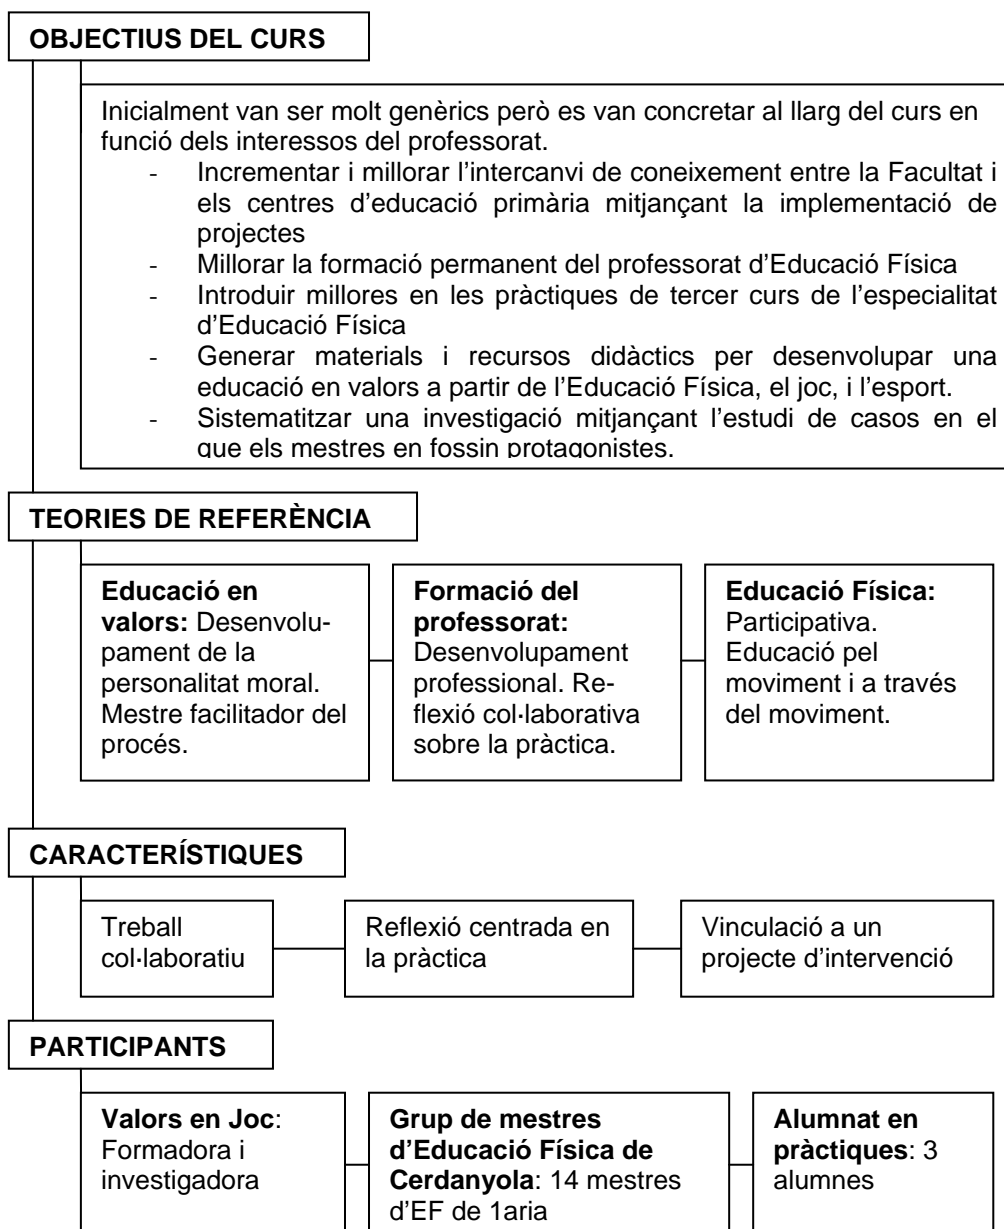 OBJECTIUS DEL CURS
Inicialment van ser molt genèrics però es van concretar al llarg del curs en
funció dels interessos del professorat.
- Incrementar i millorar l'intercanvi de coneixement entre la Facultat i
els centres d'educació primària mitjançant la implementació de
projectes
- Millorar la formació permanent del professorat d'Educació Física
- Introduir millores en les pràctiques de tercer curs de l'especialitat
d'Educació Física
- Generar materials i recursos didàctics per desenvolupar una
educació en valors a partir de l'Educació Física, el joc, i l'esport.
- Sistematitzar una investigació mitjançant l'estudi de casos en el
que els mestres en fossin protagonistes.
TEORIES DE REFERÈNCIA
Educació en
valors: Desenvolu-
pament de la
personalitat moral.
Mestre facilitador del
procés.
Formació del
professorat:
Desenvolupament
professional. Re-
flexió col·laborativa
sobre la pràctica.
Educació Física:
Participativa.
Educació pel
moviment i a través
del moviment.
CARACTERÍSTIQUES
Treball
col·laboratiu
Reflexió centrada en
la pràctica
Vinculació a un
projecte d'intervenció
PARTICIPANTS
Valors en Joc:
Formadora i
investigadora
Grup de mestres
d'Educació Física de
Cerdanyola: 14 mestres
d'EF de 1aria
Alumnat en
pràctiques: 3
alumnes